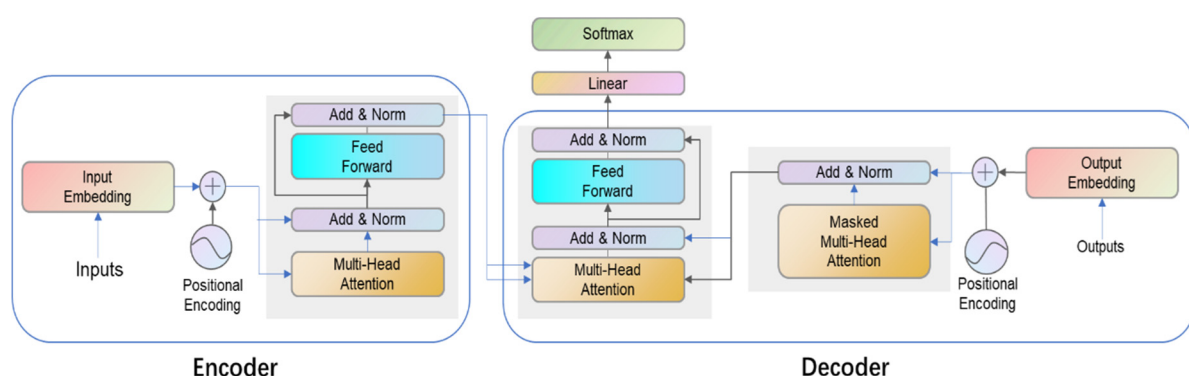 Softmax
Linear
Add & Norm
Feed
Forward
Add & Norm
Multi-Head
Attention
Input
Embedding
Inputs
Positional
Encoding
Encoder
Add & Norm
Feed
Forward
Add & Norm
Multi-Head
Attention
Add & Norm
Masked
Multi-Head
Attention
Output
Embedding
Outputs
Positional
Encoding
Decoder